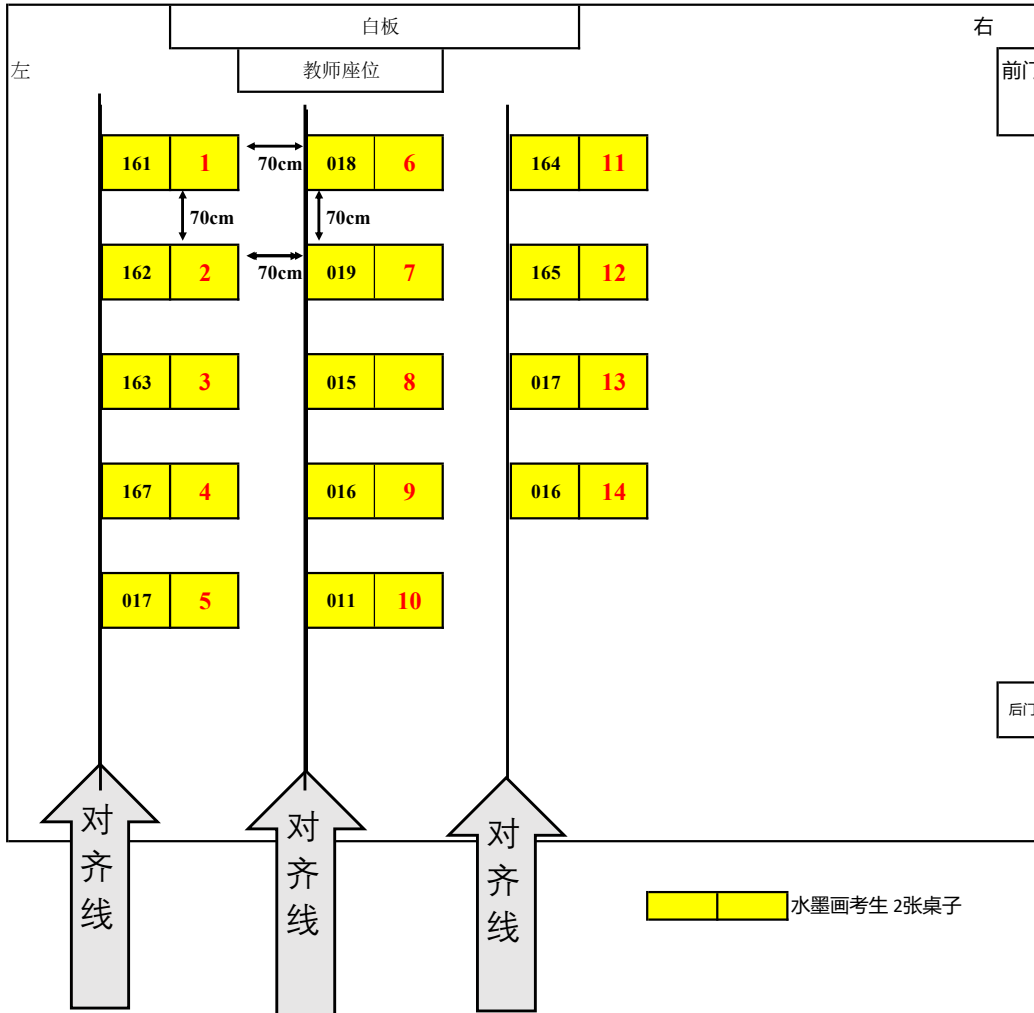 白板
右
左
教师座位
前门
161 1 70cm 018 6 164 11
70cm 70cm
162 2 70cm 019 7 165 12
163 3 015 8 017 13
167 4 016 9 016 14
017 5 011 10
后门
对齐线
对齐线
对齐线
水墨画考生 2张桌子